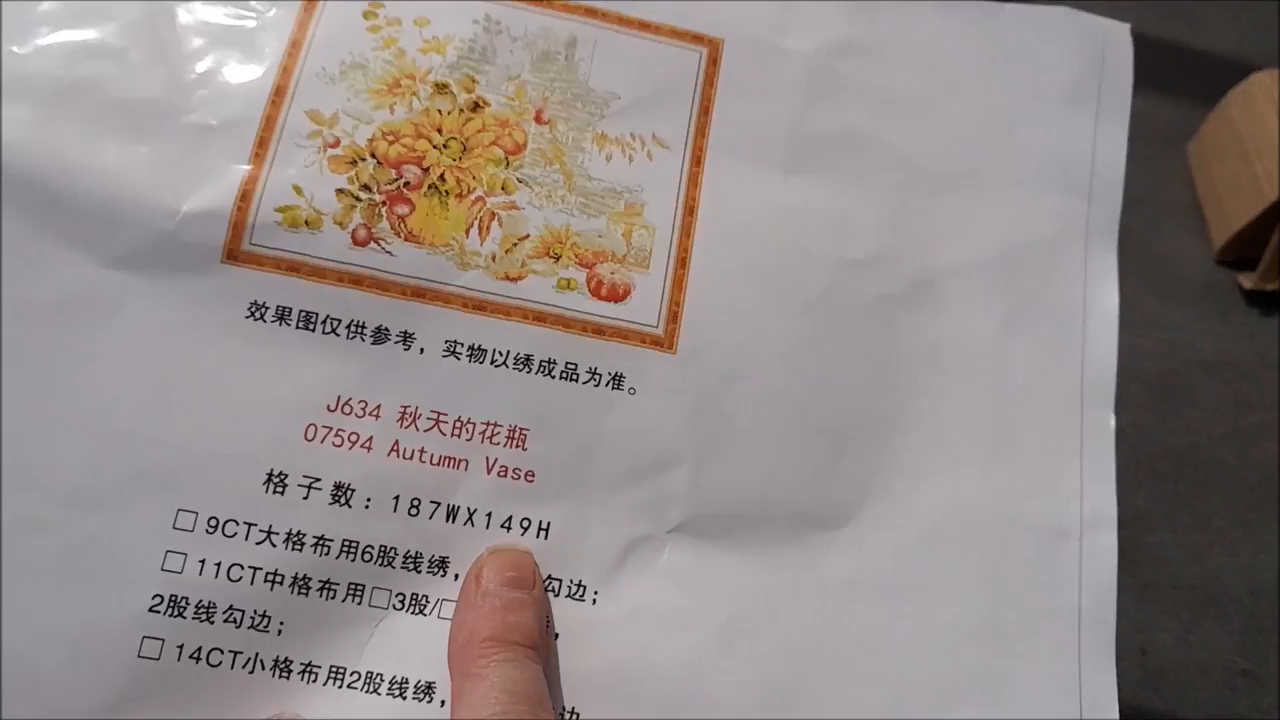 效果图仅供参考，实物以绣成品为准。
J634 秋天的花瓶
07594 Autumn Vase
格子数：187WX149H
□ 9CT大格布用6股线绣，勾边；
□ 11CT中格布用□3股/□
2股线勾边；
□ 14CT小格布用2股线绣，